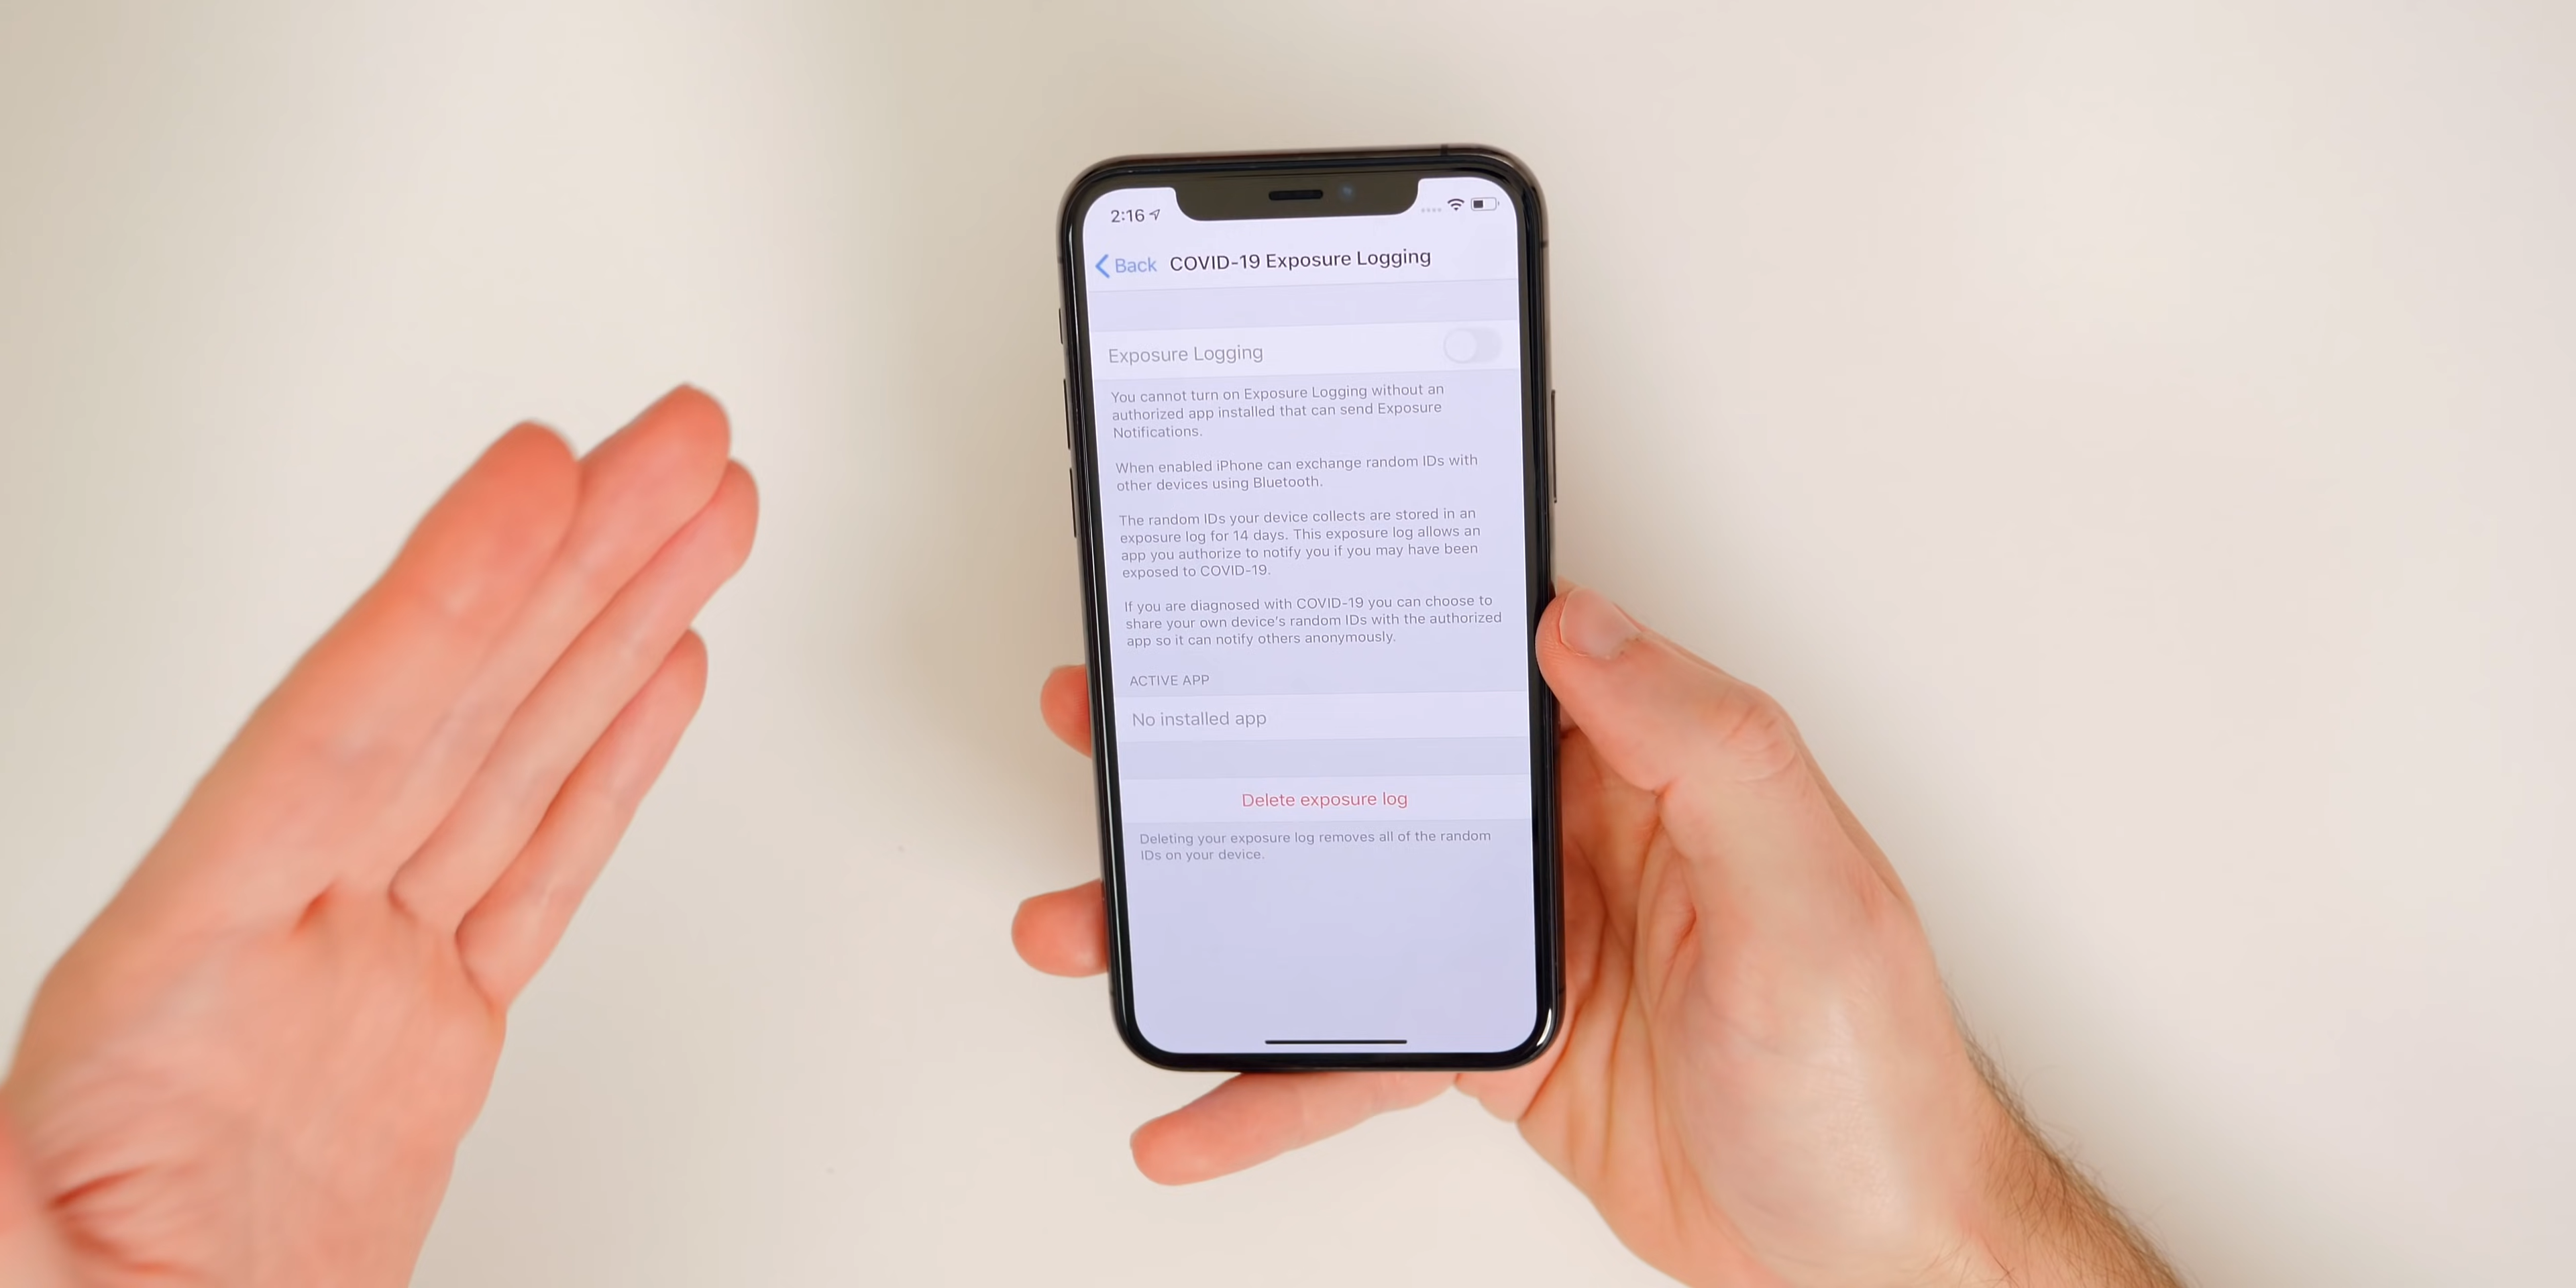 2:16
Back COVID-19 Exposure Logging
Exposure Logging
You cannot turn on Exposure Logging without an
authorized app installed that can send Exposure
Notifications.
When enabled iPhone can exchange random IDs with
other devices using Bluetooth.
The random IDs your device collects are stored in an
exposure log for 14 days. This exposure log allows an
app you authorize to notify you if you may have been
exposed to COVID-19.
If you are diagnosed with COVID-19 you can choose to
share your own device's random IDs with the authorized
app so it can notify others anonymously.
ACTIVE APP
No installed app
Delete exposure log
Deleting your exposure log removes all of the random
IDs on your device.